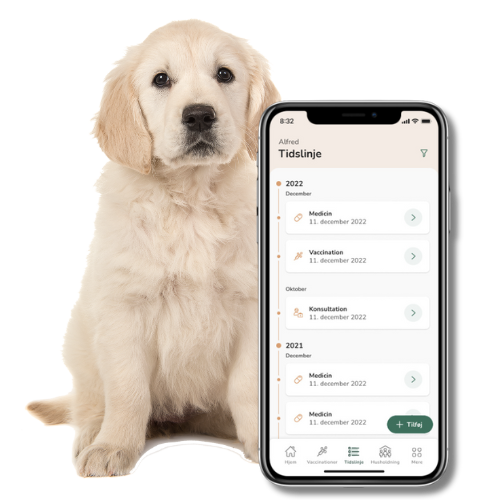 8:32
Alfred
Tidslinje
2022
December
Medicin
11. december 2022
Vaccination
11. december 2022
Oktober
Konsultation
11. december 2022
2021
December
Medicin
11. december 2022
Medicin
11. december 2022
+ Tilføj
Hjem Vaccinationer Tidslinje Husholdning Mere